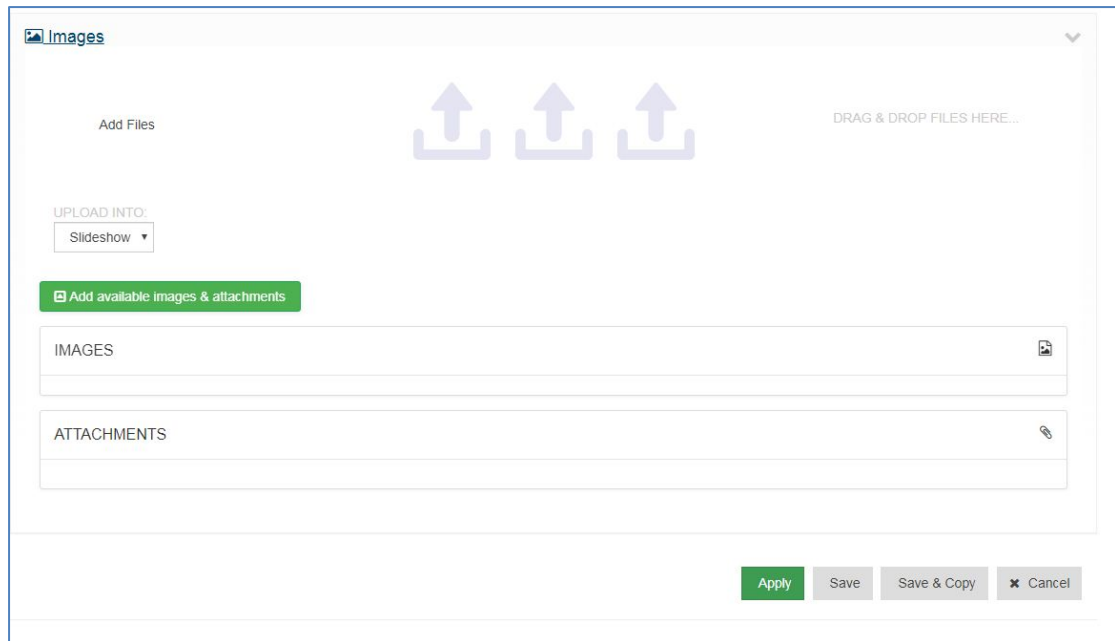 Images
Add Files
DRAG & DROP FILES HERE...
UPLOAD INTO:
Slideshow
Add available images & attachments
IMAGES
ATTACHMENTS
Apply
Save
Save & Copy
Cancel